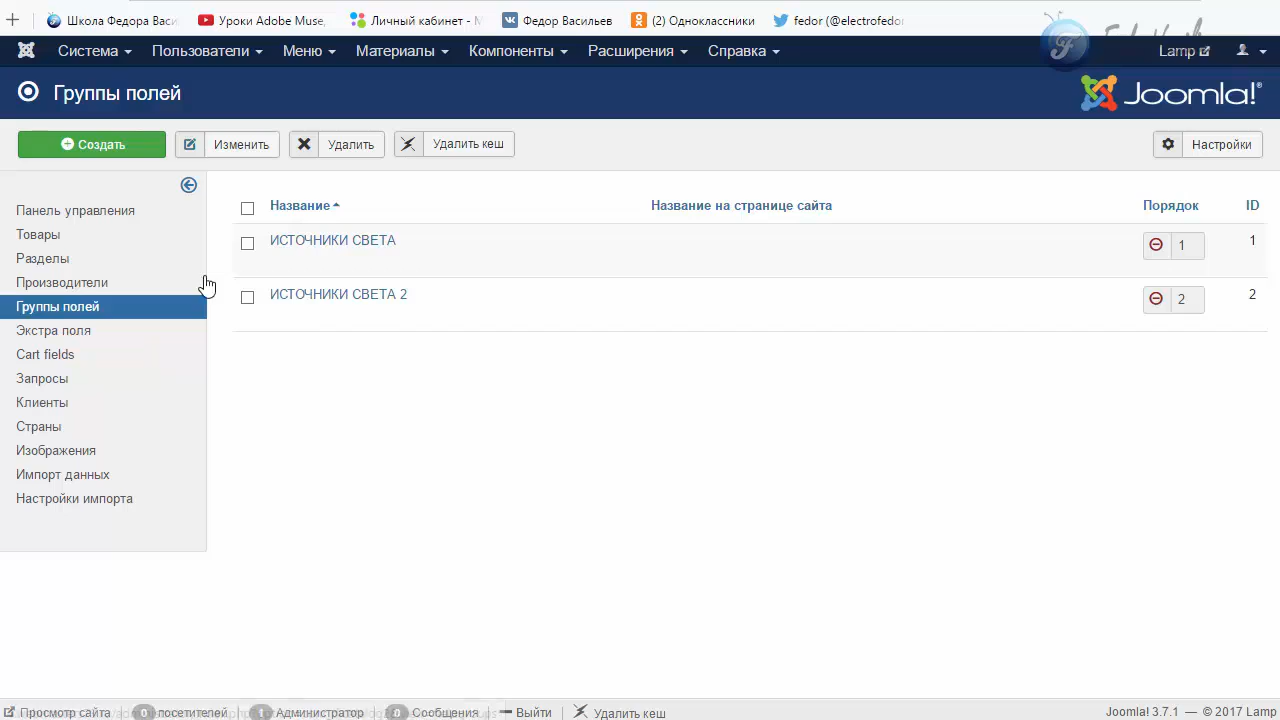 Школа Федора Васи Уроки Adobe Muse, Личный кабинет - М Федор Васильев (2) Одноклассники fedor (@electrofedor
Система Пользователи Меню Материалы Компоненты Расширения Справка Lamp
Группы полей Joomla!®
Создать Изменить Удалить Удалить кеш Настройки
Панель управления
Товары
Разделы
Производители
Группы полей
Экстра поля
Cart fields
Запросы
Клиенты
Страны
Изображения
Импорт данных
Настройки импорта
Название Название на странице сайта Порядок ID
ИСТОЧНИКИ СВЕТА 1 1
ИСТОЧНИКИ СВЕТА 2 2 2
Просмотр сайта 0 посетителей 1 Администратор 0 Сообщения Выйти Удалить кеш Joomla! 3.7.1 — © 2017 Lamp